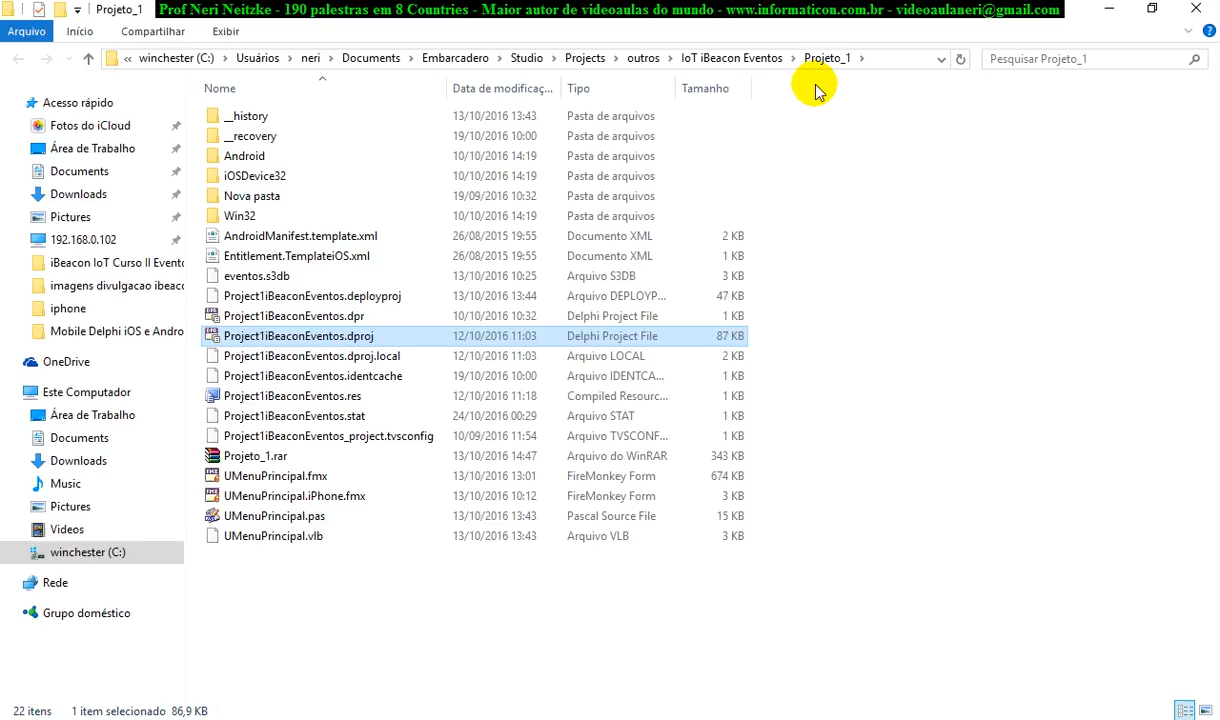 Projeto_1
Prof Neri Neitzke - 190 palestras em 8 Countries - Maior autor de videoaulas do mundo - www.informaticon.com.br - videoaulaneri@gmail.com
Arquivo Início Compartilhar Exibir
« winchester (C:) > Usuários > neri > Documents > Embarcadero > Studio > Projects > outros > IoT iBeacon Eventos > Projeto_1 >
Pesquisar Projeto_1
Nome Data de modificaç... Tipo Tamanho
Acesso rápido
Fotos do iCloud
Área de Trabalho
Documents
Downloads
Pictures
192.168.0.102
iBeacon IoT Curso II Evento
imagens divulgacao ibeaco
iphone
Mobile Delphi iOS e Andro
OneDrive
Este Computador
Área de Trabalho
Documents
Downloads
Music
Pictures
Videos
winchester (C:)
Rede
Grupo doméstico
__history 13/10/2016 13:43 Pasta de arquivos
__recovery 19/10/2016 10:00 Pasta de arquivos
Android 10/10/2016 14:19 Pasta de arquivos
iOSDevice32 10/10/2016 14:19 Pasta de arquivos
Nova pasta 19/09/2016 10:32 Pasta de arquivos
Win32 10/10/2016 14:19 Pasta de arquivos
AndroidManifest.template.xml 26/08/2015 19:55 Documento XML 2 KB
Entitlement.TemplateiOS.xml 26/08/2015 19:55 Documento XML 1 KB
eventos.s3db 13/10/2016 10:25 Arquivo S3DB 3 KB
Project1iBeaconEventos.deployproj 13/10/2016 13:44 Arquivo DEPLOYP... 47 KB
Project1iBeaconEventos.dpr 10/10/2016 10:32 Delphi Project File 1 KB
Project1iBeaconEventos.dproj 12/10/2016 11:03 Delphi Project File 87 KB
Project1iBeaconEventos.dproj.local 12/10/2016 11:03 Arquivo LOCAL 2 KB
Project1iBeaconEventos.identcache 19/10/2016 10:00 Arquivo IDENTCA... 1 KB
Project1iBeaconEventos.res 12/10/2016 11:18 Compiled Resourc... 1 KB
Project1iBeaconEventos.stat 24/10/2016 00:29 Arquivo STAT 1 KB
Project1iBeaconEventos_project.tvsconfig 10/09/2016 11:54 Arquivo TVSCONF... 1 KB
Projeto_1.rar 13/10/2016 14:47 Arquivo do WinRAR 343 KB
UMenuPrincipal.fmx 13/10/2016 13:01 FireMonkey Form 674 KB
UMenuPrincipal.iPhone.fmx 13/10/2016 10:12 FireMonkey Form 3 KB
UMenuPrincipal.pas 13/10/2016 13:43 Pascal Source File 15 KB
UMenuPrincipal.vlb 13/10/2016 13:43 Arquivo VLB 3 KB
22 itens 1 item selecionado 86,9 KB